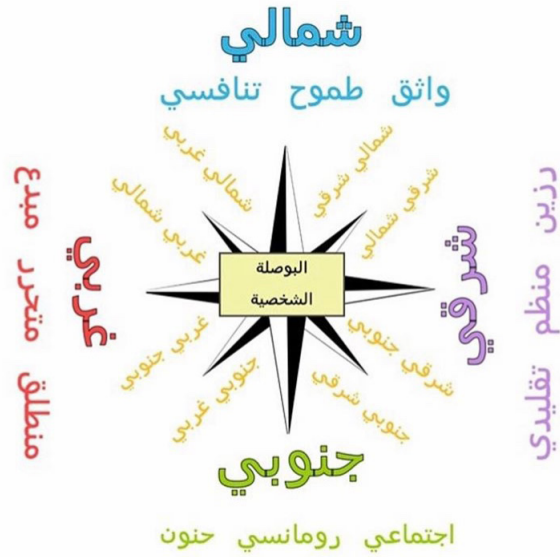 شمالي
واثق طموح تنافسي
شمالي شرقي
شرقي شمالي
شمالي غربي
غربي شمالي
رزين منظم تقليدي
شرقي
البوصلة
الشخصية
غربي
مبدع متحرر منطلق
شرقي جنوبي
جنوبي شرقي
غربي جنوبي
جنوبي غربي
جنوبي
اجتماعي رومانسي حنون